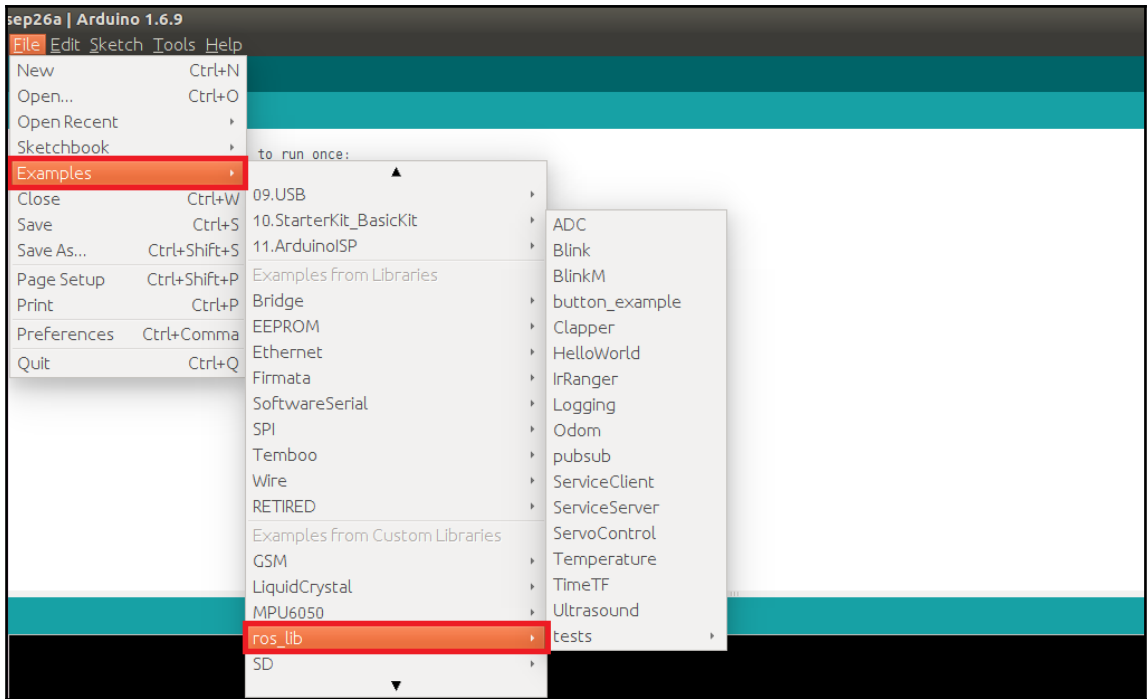 sep26a | Arduino 1.6.9
File Edit Sketch Tools Help
New Ctrl+N
Open... Ctrl+O
Open Recent
Sketchbook
Examples
Close Ctrl+W
Save Ctrl+S
Save As... Ctrl+Shift+S
Page Setup Ctrl+Shift+P
Print Ctrl+P
Preferences Ctrl+Comma
Quit Ctrl+Q
to run once:
09.USB
10.StarterKit_BasicKit
11.ArduinoISP
Examples from Libraries
Bridge
EEPROM
Ethernet
Firmata
SoftwareSerial
SPI
Temboo
Wire
RETIRED
Examples from Custom Libraries
GSM
LiquidCrystal
MPU6050
ros_lib
SD
ADC
Blink
BlinkM
button_example
Clapper
HelloWorld
IrRanger
Logging
Odom
pubsub
ServiceClient
ServiceServer
ServoControl
Temperature
TimeTF
Ultrasound
tests